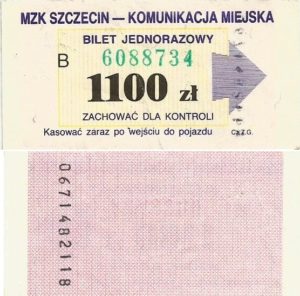 MZK SZCZECIN — KOMUNIKACJA MIEJSKA
BILET JEDNORAZOWY
B 6088734
1100 zł
ZACHOWAĆ DLA KONTROLI
Kasować zaraz po wejściu do pojazdu
C.Z.G.
0671482118